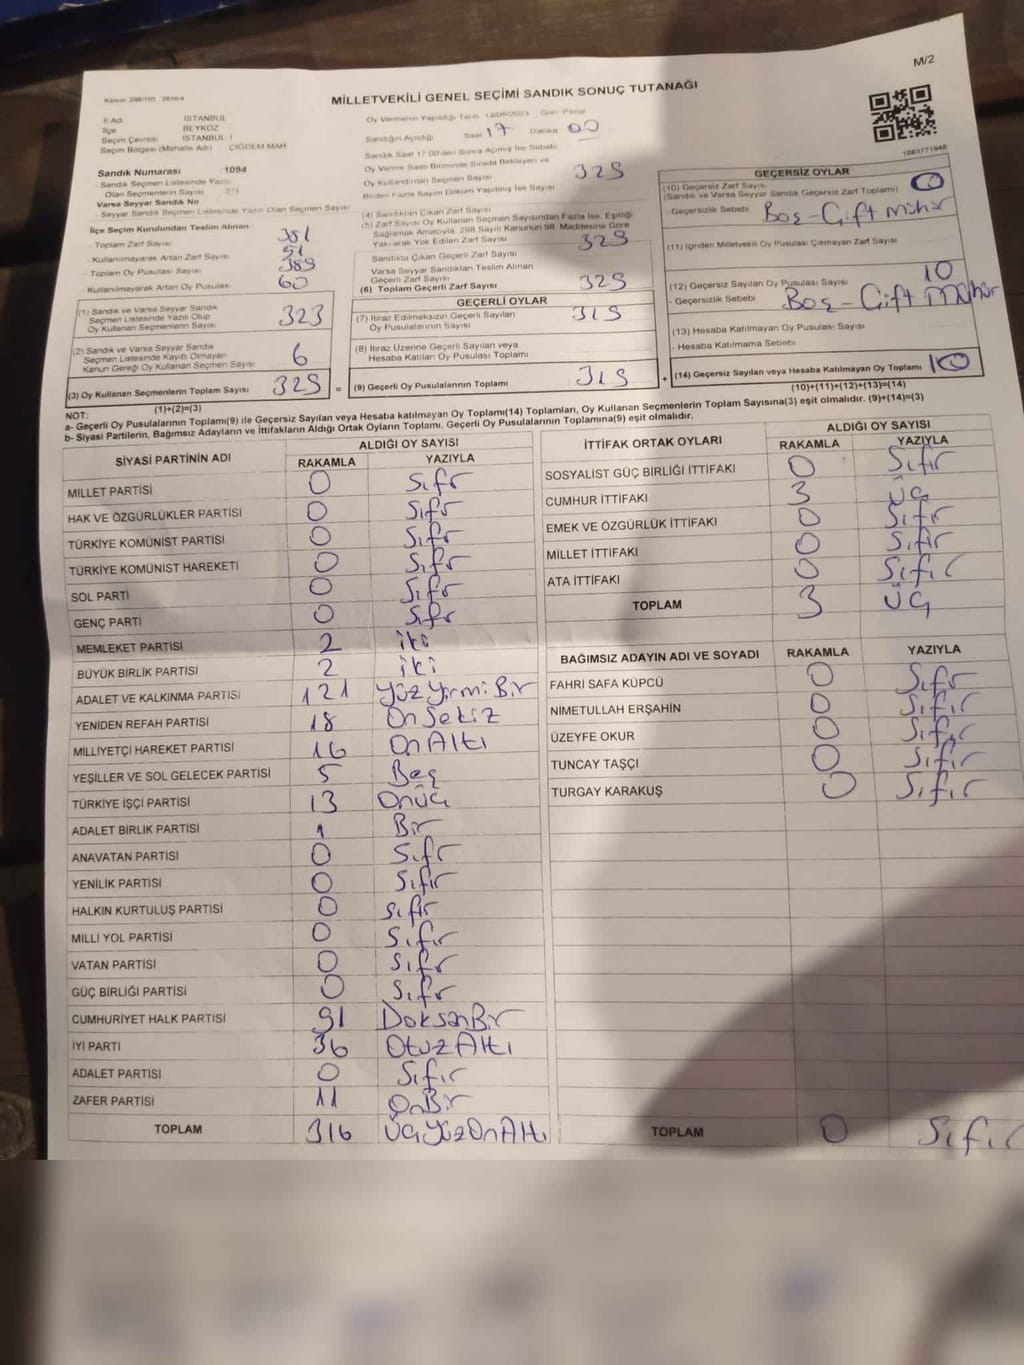 M/2
Kanun: 298/105 2839/4
MİLLETVEKİLİ GENEL SEÇİMİ SANDIK SONUÇ TUTANAĞI
1083771946
İl Adı İSTANBUL
İlçe BEYKOZ
Seçim Çevresi İSTANBUL 1
Seçim Bölgesi (Mahalle Adı) ÇİĞDEM MAH.
Sandık Numarası :1094
- Sandık Seçmen Listesinde Yazılı
Olan Seçmenlerin Sayısı
Varsa Seyyar Sandık No
- Seyyar Sandık Seçmen Listesinde Yazılı Olan Seçmen Sayısı
İlçe Seçim Kurulundan Teslim Alınan
- Toplam Zarf Sayısı 381
- Kullanılmayarak Artan Zarf Sayısı 51
- Toplam Oy Pusulası Sayısı 389
- Kullanılmayarak Artan Oy Pusulası 60
(1) Sandık ve Varsa Seyyar Sandık
Seçmen Listesinde Yazılı Olup
Oy Kullanan Seçmenlerin Sayısı 323
(2) Sandık ve Varsa Seyyar Sandık
Seçmen Listesinde Kayıtlı Olmayan
Kanun Gereği Oy Kullanan Seçmen Sayısı 6
(3) Oy Kullanan Seçmenlerin Toplam Sayısı 329 =
(1)+(2)=(3)
Oy Vermenin Yapıldığı Tarih 14/05/2023 Gün Pazar
Sandığın Açıldığı Saat 17 Dakika 00
Sandık Saat 17:00'den Sonra Açılmış İse Sebebi
Oy Verme Saati Bitiminde Sırada Bekleyen ve
Oy Kullandırılan Seçmen Sayısı
Birden Fazla Sayım Döküm Yapılmış İse Sayısı
(4) Sandıktan Çıkan Zarf Sayısı 329
(5) Zarf Sayısı Oy Kullanan Seçmen Sayısından Fazla İse, Eşitliği
Sağlamak Amacıyla, 298 Sayılı Kanunun 98. Maddesine Göre
Yakılarak Yok Edilen Zarf Sayısı
Sandıkta Çıkan Geçerli Zarf Sayısı 329
Varsa Seyyar Sandıktan Teslim Alınan
Geçerli Zarf Sayısı
(6) Toplam Geçerli Zarf Sayısı 329
GEÇERLİ OYLAR
(7) İtiraz Edilmeksizin Geçerli Sayılan
Oy Pusulalarının Sayısı 319
(8) İtiraz Üzerine Geçerli Sayılan veya
Hesaba Katılan Oy Pusulası Toplamı
(9) Geçerli Oy Pusulalarının Toplamı 319 +
GEÇERSİZ OYLAR
(10) Geçersiz Zarf Sayısı
(Sandık ve Varsa Seyyar Sandık Geçersiz Zarf Toplamı) 0
- Geçersizlik Sebebi Boş-Çift mühür
(11) İçinden Milletvekili Oy Pusulası Çıkmayan Zarf Sayısı
(12) Geçersiz Sayılan Oy Pusulası Sayısı 10
- Geçersizlik Sebebi Boş-Çift mühür
(13) Hesaba Katılmayan Oy Pusulası Sayısı
- Hesaba Katılmama Sebebi
(14) Geçersiz Sayılan veya Hesaba Katılmayan Oy Toplamı 10
(10)+(11)+(12)+(13)=(14)
NOT:
a- Geçerli Oy Pusulalarının Toplamı(9) ile Geçersiz Sayılan veya Hesaba katılmayan Oy Toplamı(14) Toplamları, Oy Kullanan Seçmenlerin Toplam Sayısına(3) eşit olmalıdır. (9)+(14)=(3)
b- Siyasi Partilerin, Bağımsız Adayların ve İttifakların Aldığı Ortak Oyların Toplamı, Geçerli Oy Pusulalarının Toplamına(9) eşit olmalıdır.
SİYASİ PARTİNİN ADI ALDIĞI OY SAYISI
RAKAMLA YAZIYLA
MİLLET PARTİSİ 0 Sıfr
HAK VE ÖZGÜRLÜKLER PARTİSİ 0 Sıfr
TÜRKİYE KOMÜNİST PARTİSİ 0 Sıfr
TÜRKİYE KOMÜNİST HAREKETİ 0 Sıfr
SOL PARTİ 0 Sıfr
GENÇ PARTİ 0 Sıfr
MEMLEKET PARTİSİ 2 iki
BÜYÜK BİRLİK PARTİSİ 2 iki
ADALET VE KALKINMA PARTİSİ 121 Yüz Yirmi Bir
YENİDEN REFAH PARTİSİ 18 On Sekiz
MİLLİYETÇİ HAREKET PARTİSİ 16 On Altı
YEŞİLLER VE SOL GELECEK PARTİSİ 5 Beş
TÜRKİYE İŞÇİ PARTİSİ 13 Onüç
ADALET BİRLİK PARTİSİ 1 Bir
ANAVATAN PARTİSİ 0 Sıfr
YENİLİK PARTİSİ 0 Sıfır
HALKIN KURTULUŞ PARTİSİ 0 sıfır
MİLLİ YOL PARTİSİ 0 Sıfır
VATAN PARTİSİ 0 Sıfr
GÜÇ BİRLİĞİ PARTİSİ 0 Sıfr
CUMHURİYET HALK PARTİSİ 91 Doksan Bir
İYİ PARTİ 36 Otuz Altı
ADALET PARTİSİ 0 Sıfır
ZAFER PARTİSİ 11 On Bir
TOPLAM 316 Üç Yüz On Altı
İTTİFAK ORTAK OYLARI ALDIĞI OY SAYISI
RAKAMLA YAZIYLA
SOSYALİST GÜÇ BİRLİĞİ İTTİFAKI 0 Sıfır
CUMHUR İTTİFAKI 3 Üç
EMEK VE ÖZGÜRLÜK İTTİFAKI 0 Sıfır
MİLLET İTTİFAKI 0 Sıfır
ATA İTTİFAKI 0 Sıfır
TOPLAM 3 Üç
BAĞIMSIZ ADAYIN ADI VE SOYADI RAKAMLA YAZIYLA
FAHRİ SAFA KÜPCÜ 0 Sıfr
NİMETULLAH ERŞAHİN 0 Sıfır
ÜZEYFE OKUR 0 Sıfır
TUNCAY TAŞÇI 0 Sıfır
TURGAY KARAKUŞ 0 Sıfır
TOPLAM 0 Sıfır